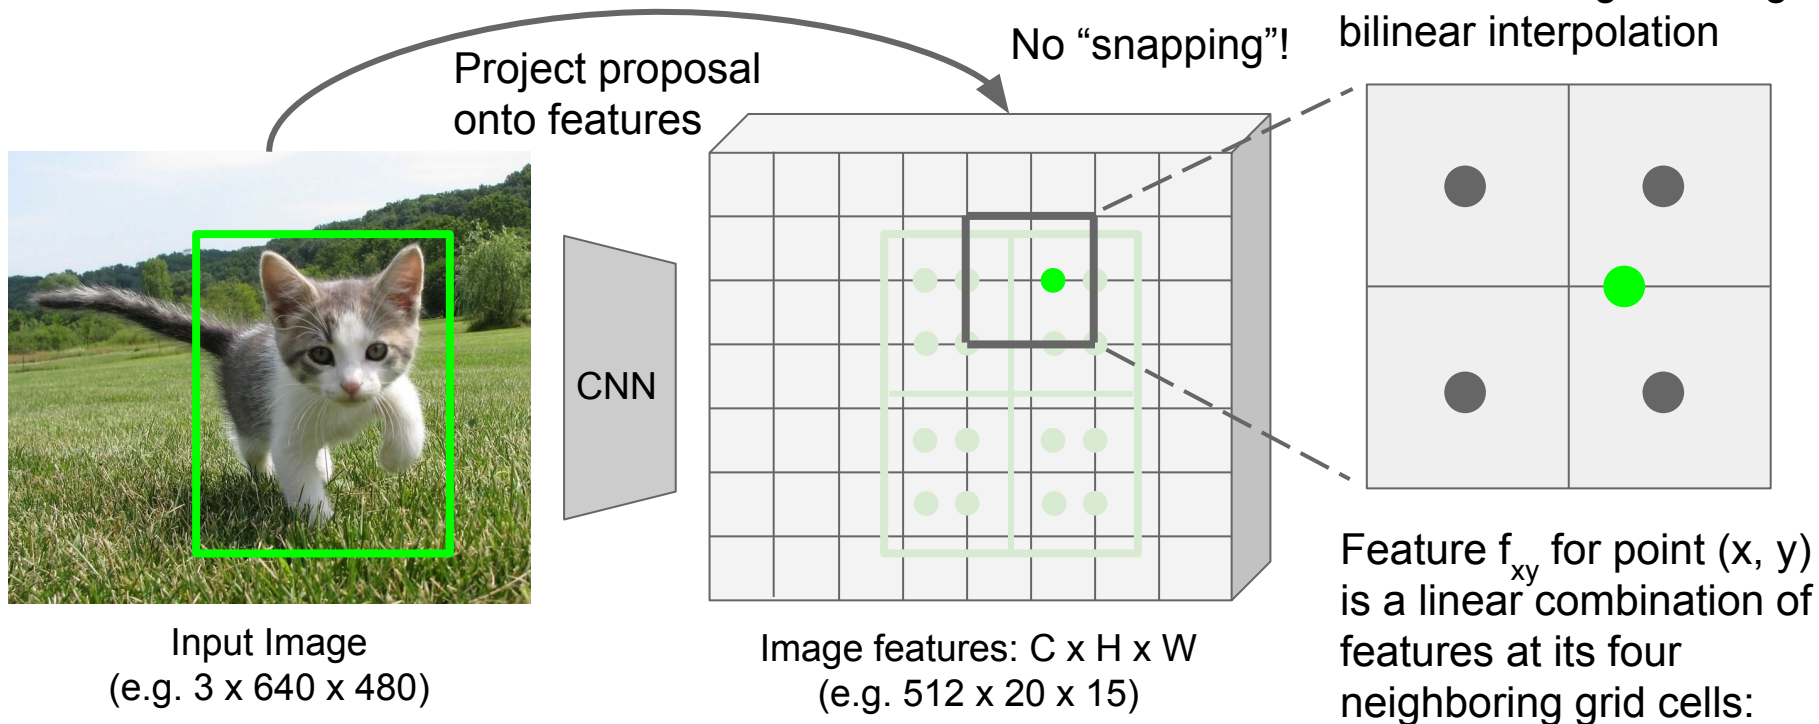 Project proposal
onto features
No “snapping”!
bilinear interpolation
CNN
Input Image
(e.g. 3 x 640 x 480)
Image features: C x H x W
(e.g. 512 x 20 x 15)
Feature fxy for point (x, y)
is a linear combination of
features at its four
neighboring grid cells: